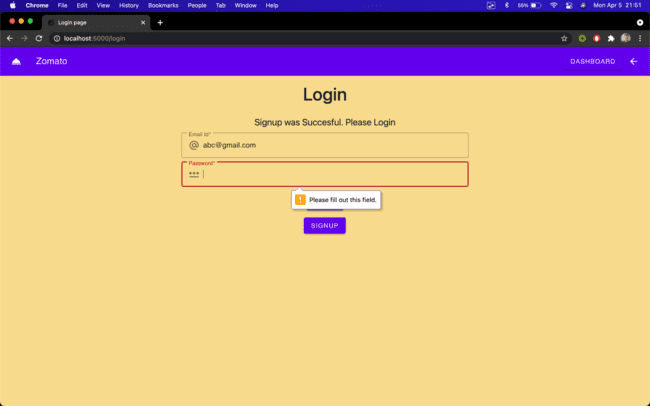 Chrome File Edit View History Bookmarks People Tab Window Help 55% Mon Apr 5 21:51
Login page
localhost:5000/login
Zomato DASHBOARD
Login
Signup was Succesful. Please Login
Email Id*
@ abc@gmail.com
Password*
***
! Please fill out this field.
SIGNUP